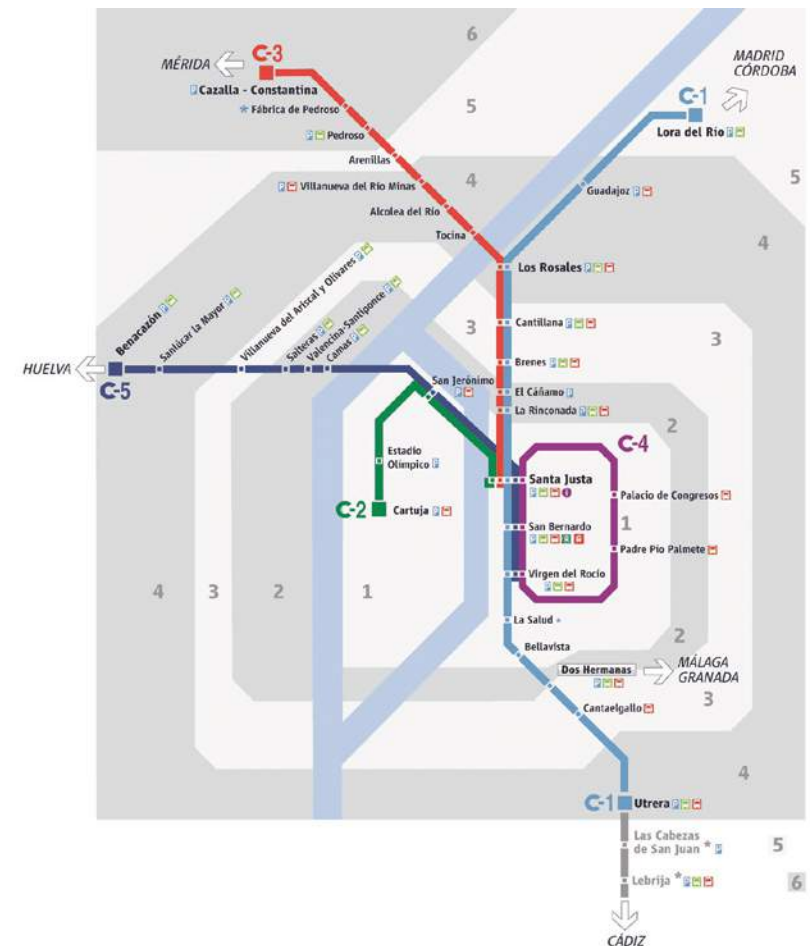 6
C-3
MÉRIDA
MADRID
CÓRDOBA
Cazalla - Constantina
* Fábrica de Pedroso
5
C-1
Pedroso
Lora del Río
Arenillas
4
5
Villanueva del Río Minas
Guadajoz
Alcolea del Río
Tocina
4
Villanueva del Ariscal y Olivares
Los Rosales
Benacazón
Sanlúcar la Mayor
Salteras
Valencina-Santiponce
Camas
3
Cantillana
3
HUELVA
Brenes
C-5
San Jerónimo
El Cáñamo
La Rinconada
2
C-4
Estadio
Olímpico
Santa Justa
Palacio de Congresos
C-2
Cartuja
San Bernardo
1
Padre Pío Palmete
Virgen del Rocío
4
3
2
1
La Salud *
2
Bellavista
Dos Hermanas
MÁLAGA
GRANADA
3
Cantaelgallo
4
C-1
Utrera
Las Cabezas
de San Juan *
5
Lebrija *
6
CÁDIZ